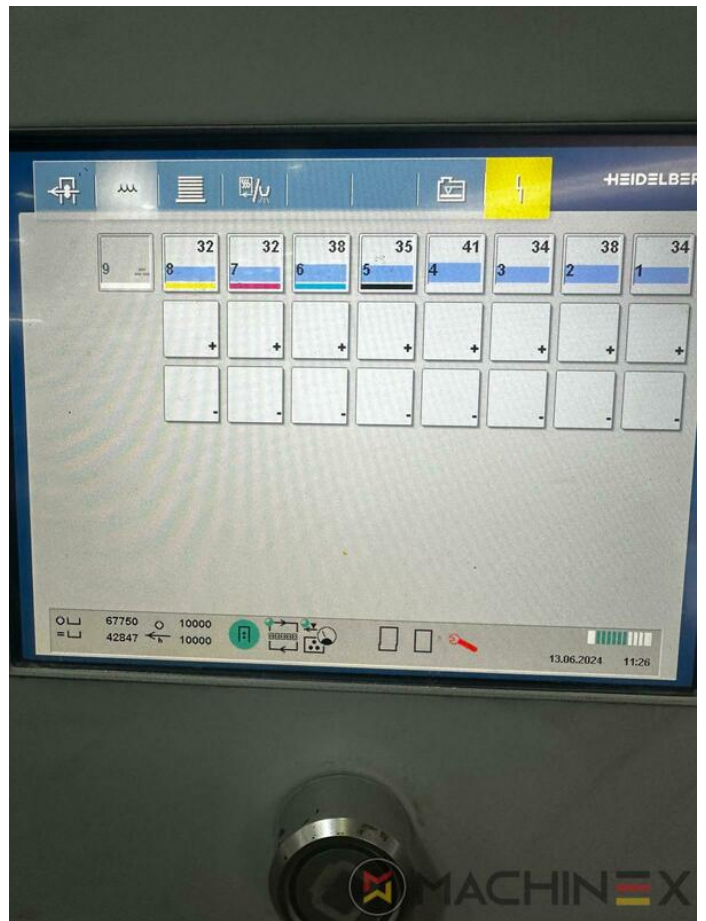 HEIDELBER
32 32 38 35 41 34 38 34
9 8 7 6 5 4 3 2 1
+ + + + + + + +
- - - - - - - -
67750 10000
= 42847 h 10000
13.06.2024 11:26
MACHINEX